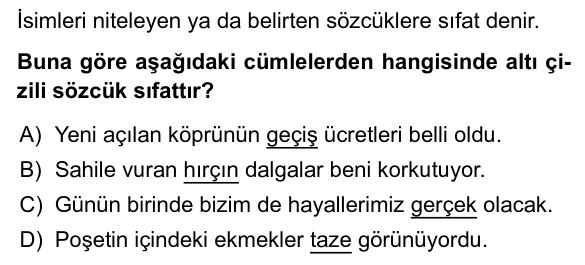 İsimleri niteleyen ya da belirten sözcüklere sıfat denir.
Buna göre aşağıdaki cümlelerden hangisinde altı çi-
zili sözcük sıfattır?
A) Yeni açılan köprünün geçiş ücretleri belli oldu.
B) Sahile vuran hırçın dalgalar beni korkutuyor.
C) Günün birinde bizim de hayallerimiz gerçek olacak.
D) Poşetin içindeki ekmekler taze görünüyordu.